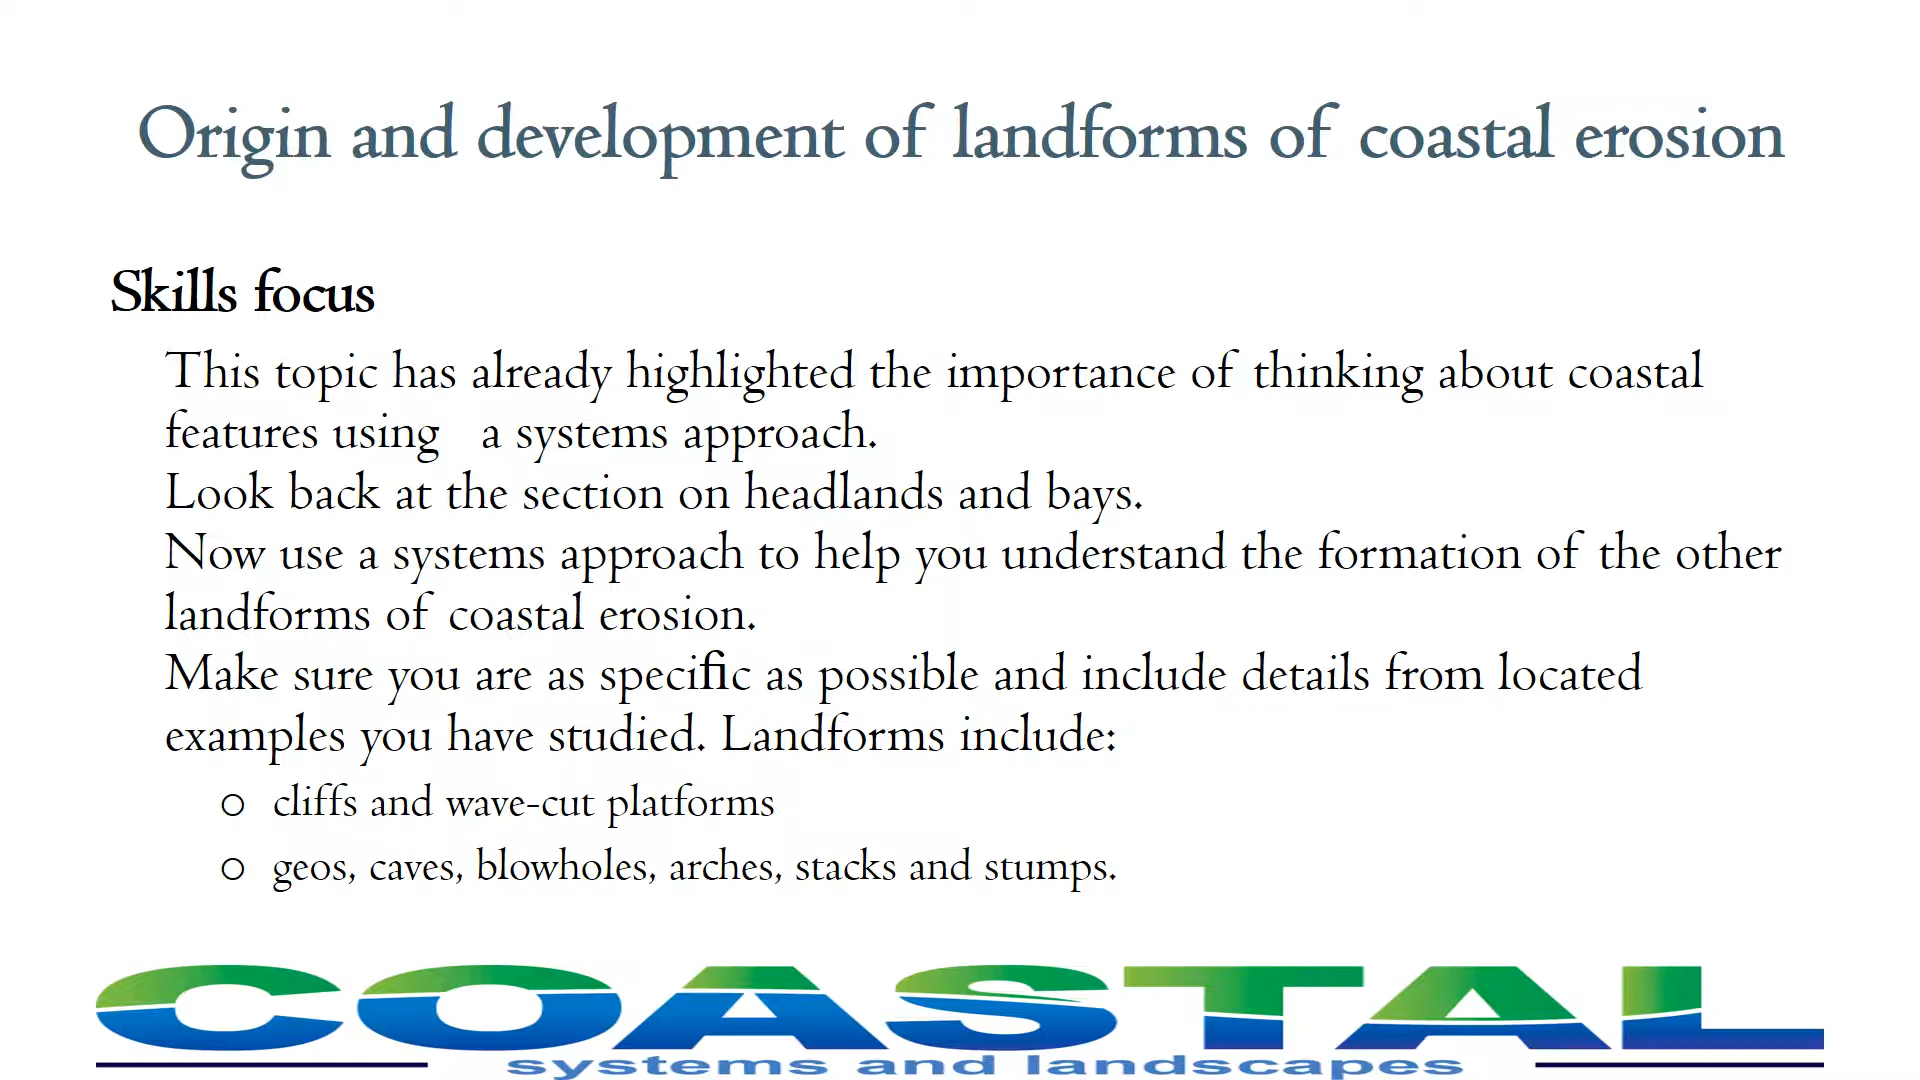 Origin and development of landforms of coastal erosion
Skills focus
This topic has already highlighted the importance of thinking about coastal
features using a systems approach.
Look back at the section on headlands and bays.
Now use a systems approach to help you understand the formation of the other
landforms of coastal erosion.
Make sure you are as specific as possible and include details from located
examples you have studied. Landforms include:
○ cliffs and wave-cut platforms
○ geos, caves, blowholes, arches, stacks and stumps.
COASTAL
systems and landscapes